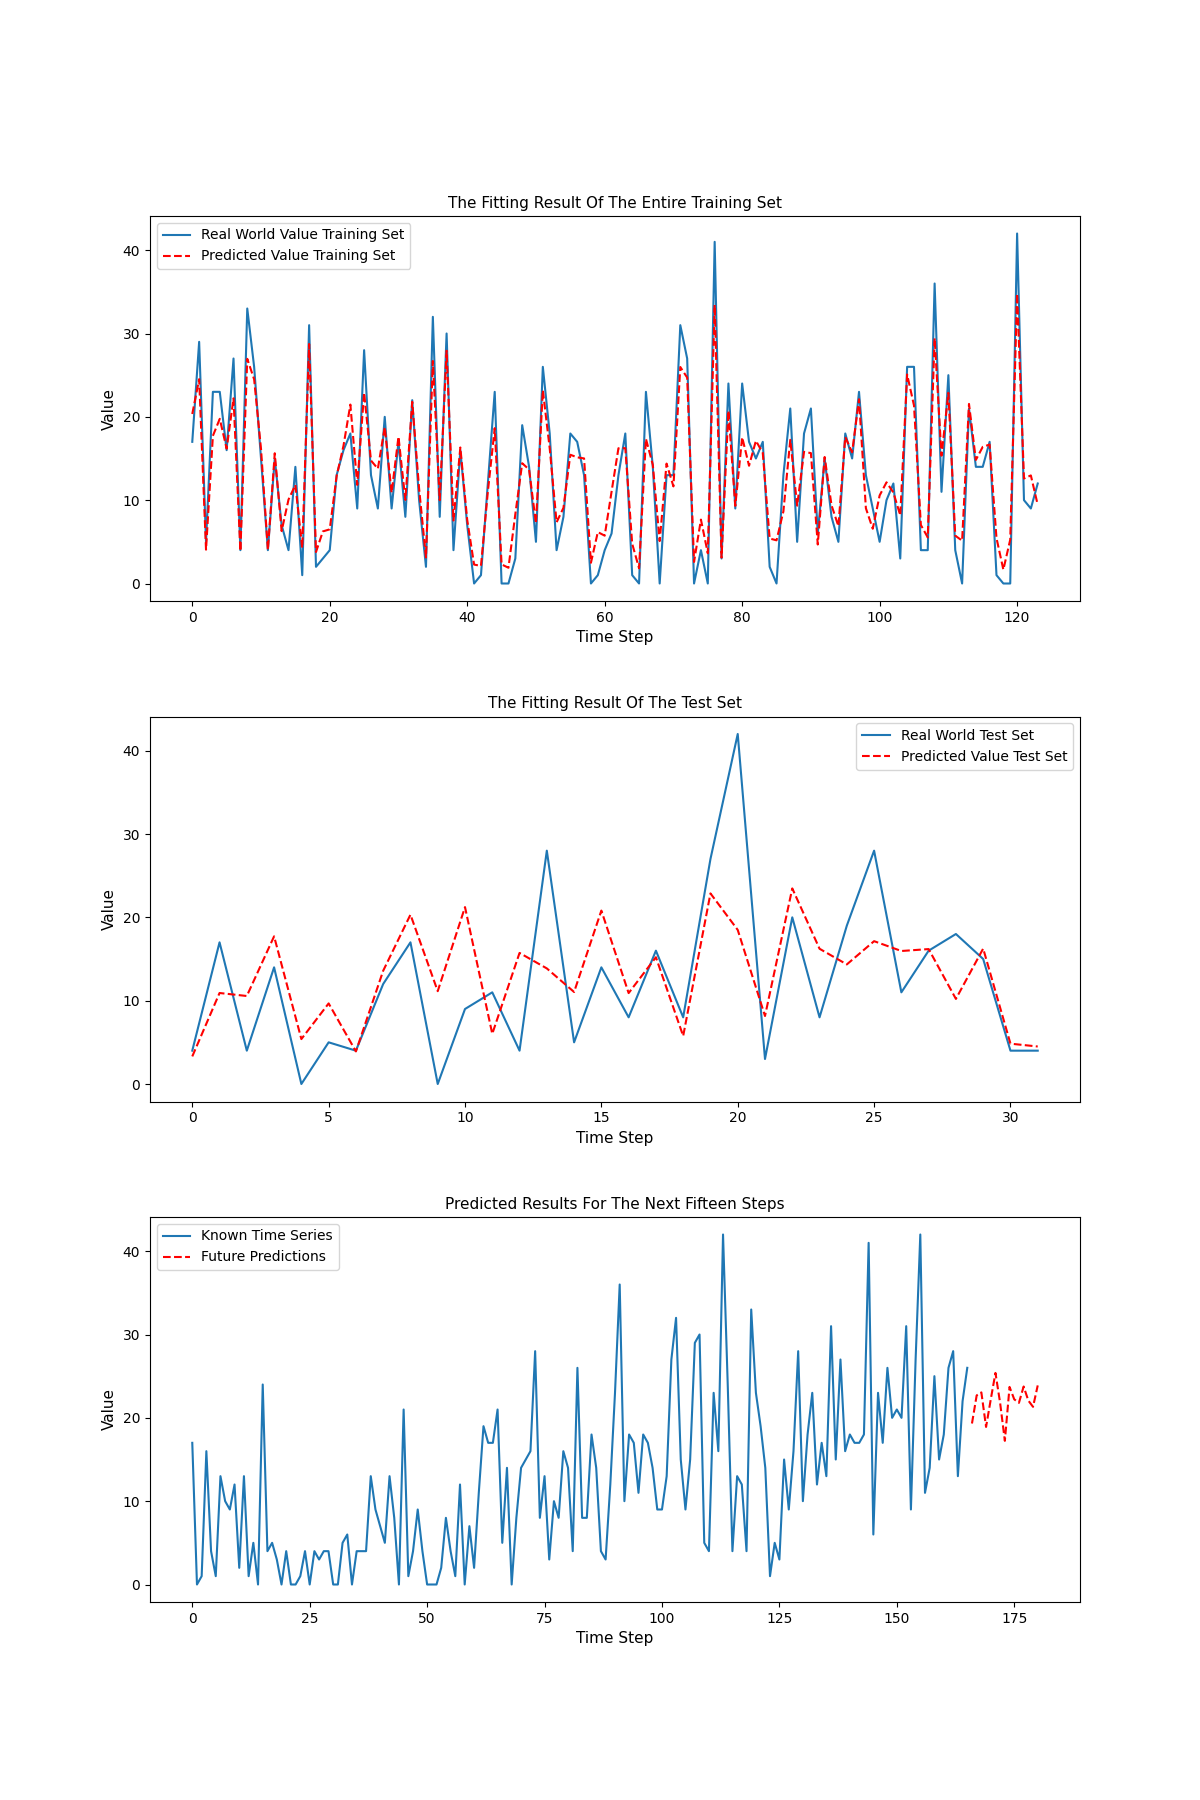 The Fitting Result Of The Entire Training Set
Real World Value Training Set
Predicted Value Training Set
Value
40
30
20
10
0
0 20 40 60 80 100 120
Time Step
The Fitting Result Of The Test Set
Real World Test Set
Predicted Value Test Set
Value
40
30
20
10
0
0 5 10 15 20 25 30
Time Step
Predicted Results For The Next Fifteen Steps
Known Time Series
Future Predictions
Value
40
30
20
10
0
0 25 50 75 100 125 150 175
Time Step